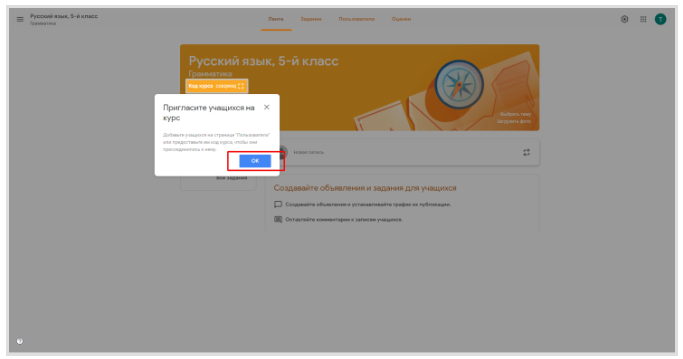 Русский язык, 5-й класс
Грамматика
Лента Задания Пользователи Оценки
T
Русский язык, 5-й класс
Грамматика
Код курса
Выбрать тему
Загрузить фото
Пригласите учащихся на
курс
Добавьте учащихся на странице "Пользователи"
или предоставьте им код курса, чтобы они
присоединились к нему.
ОК
Новая запись
Все задания
Создавайте объявления и задания для учащихся
Создавайте объявления и устанавливайте график их публикации.
Оставляйте комментарии к записям учащихся.